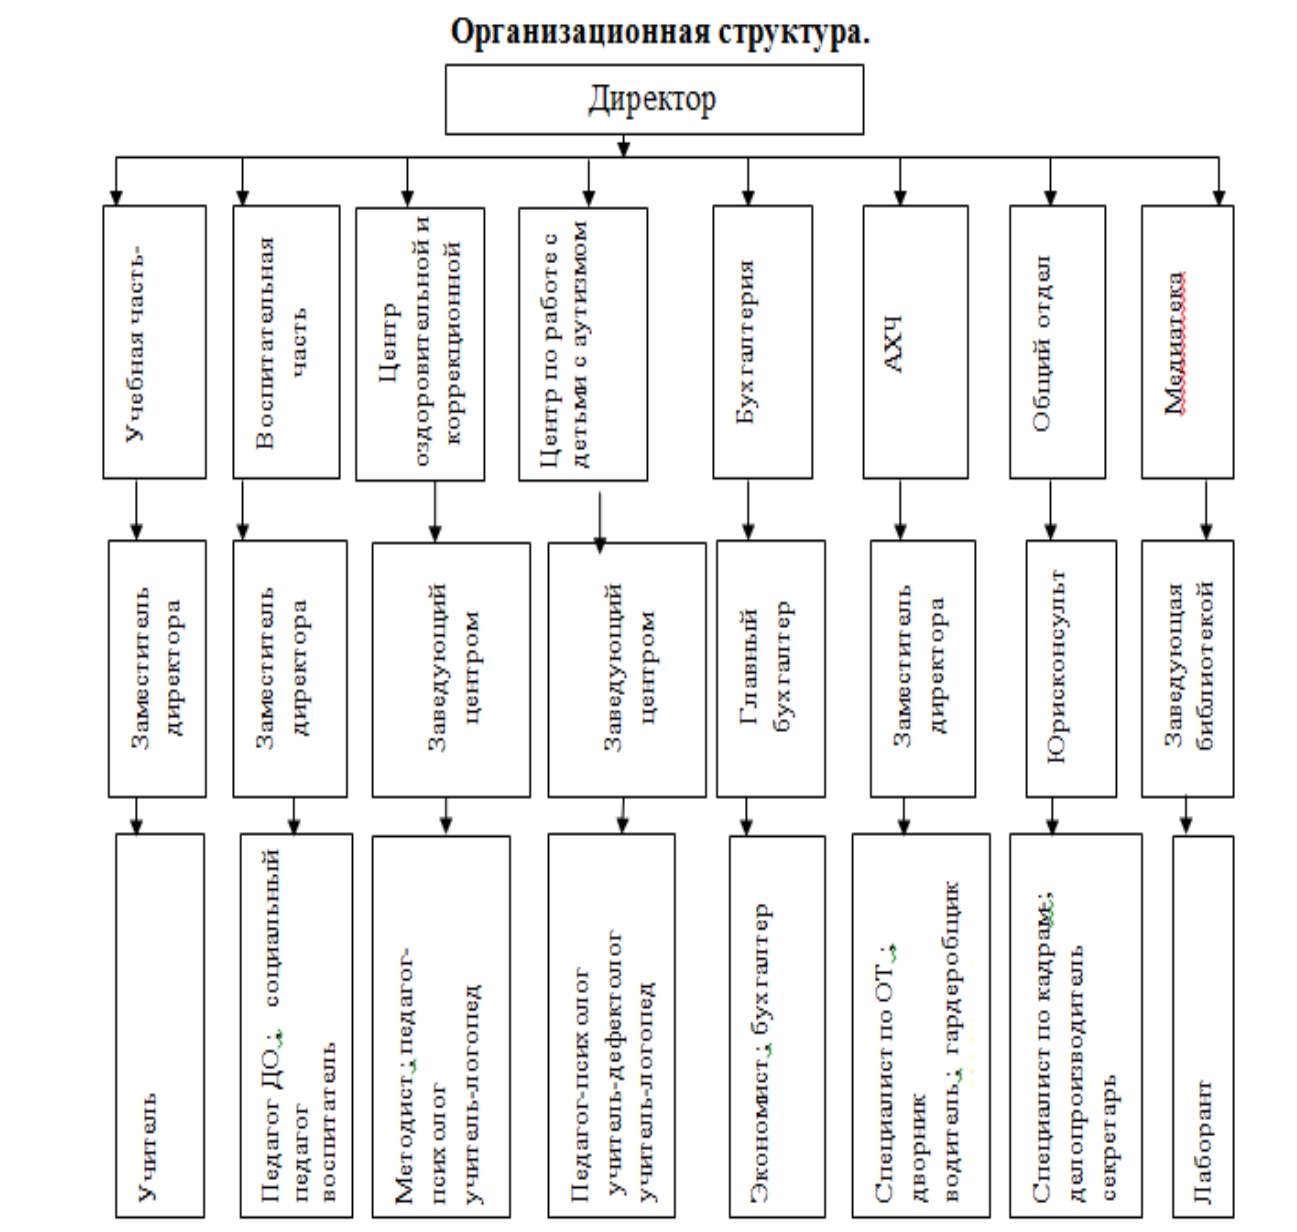 Организационная структура.
Директор
Учебная часть-
Воспитательная
часть
Центр
оздоровительной и
коррекционной
Центр по работе с
детьми с аутизмом
Бухгалтерия
АХЧ
Общий отдел
Медиатека
Заместитель
директора
Заместитель
директора
Заведующий
центром
Заведующий
центром
Главный
бухгалтер
Заместитель
директора
Юрисконсульт
Заведующая
библиотекой
Учитель
Педагог ДО ; социальный
педагог
воспитатель
Методист ; педагог-
психолог
учитель-логопед
Педагог-психолог
учитель-дефектолог
учитель-логопед
Экономист ; бухгалтер
Специалист по ОТ ;
дворник
водитель ; гардеробщик
Специалист по кадрам ;
делопроизводитель
секретарь
Лаборант